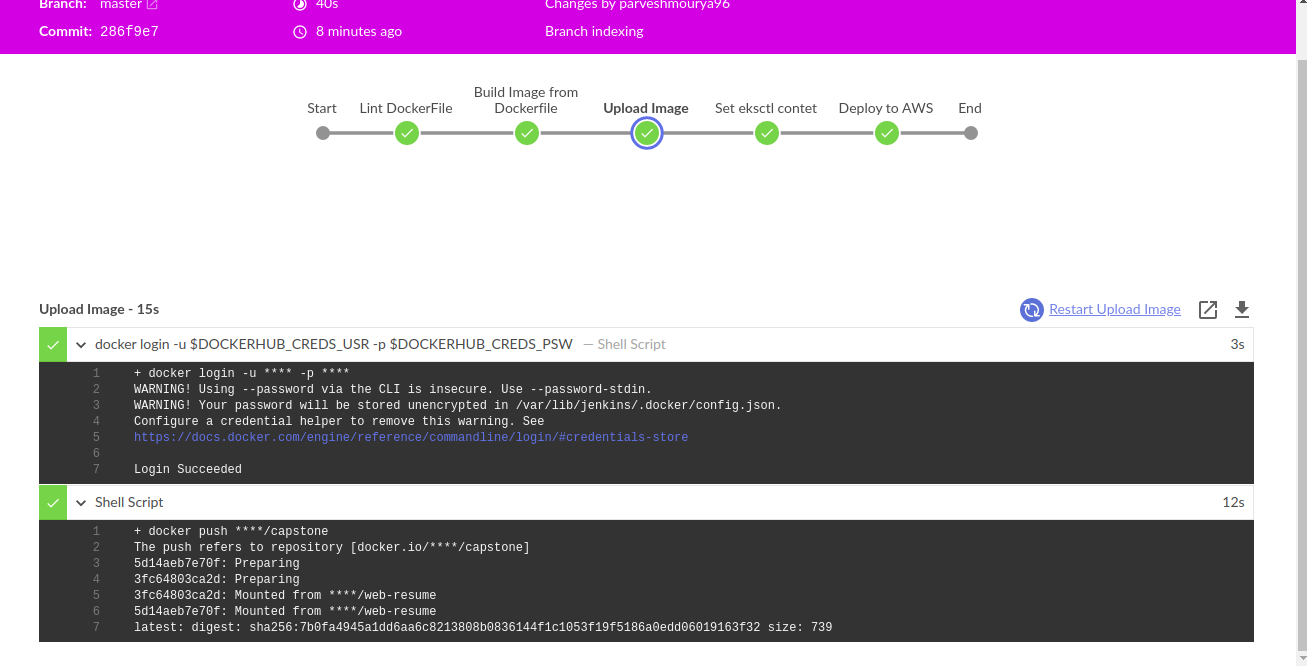 Branch: master 40s Changes by parveshmourya96
Commit: 286f9e7 8 minutes ago Branch indexing
Build Image from
Start Lint DockerFile Dockerfile Upload Image Set eksctl contet Deploy to AWS End
Upload Image - 15s Restart Upload Image
docker login -u $DOCKERHUB_CREDS_USR -p $DOCKERHUB_CREDS_PSW — Shell Script 3s
1 + docker login -u **** -p ****
2 WARNING! Using --password via the CLI is insecure. Use --password-stdin.
3 WARNING! Your password will be stored unencrypted in /var/lib/jenkins/.docker/config.json.
4 Configure a credential helper to remove this warning. See
5 https://docs.docker.com/engine/reference/commandline/login/#credentials-store
6
7 Login Succeeded
Shell Script 12s
1 + docker push ****/capstone
2 The push refers to repository [docker.io/****/capstone]
3 5d14aeb7e70f: Preparing
4 3fc64803ca2d: Preparing
5 3fc64803ca2d: Mounted from ****/web-resume
6 5d14aeb7e70f: Mounted from ****/web-resume
7 latest: digest: sha256:7b0fa4945a1dd6aa6c8213808b0836144f1c1053f19f5186a0edd06019163f32 size: 739